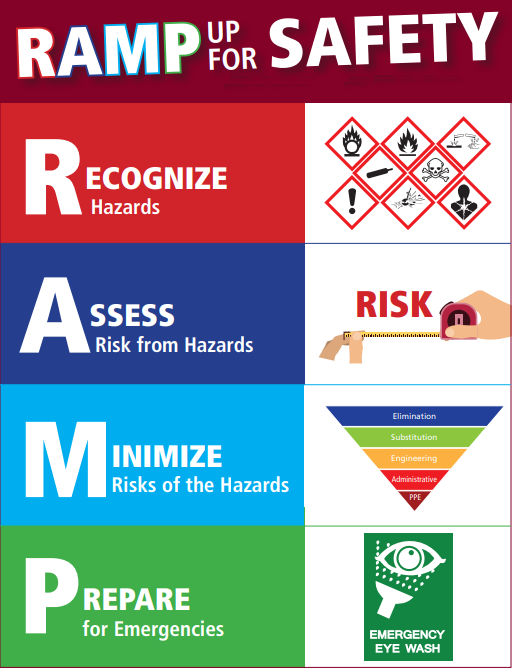 RAMP UP FOR SAFETY
RECOGNIZE
Hazards
RISK
ASSESS
Risk from Hazards
MINIMIZE
Risks of the Hazards
Elimination
Substitution
Engineering
Administrative
PPE
PREPARE
for Emergencies
EMERGENCY
EYE WASH